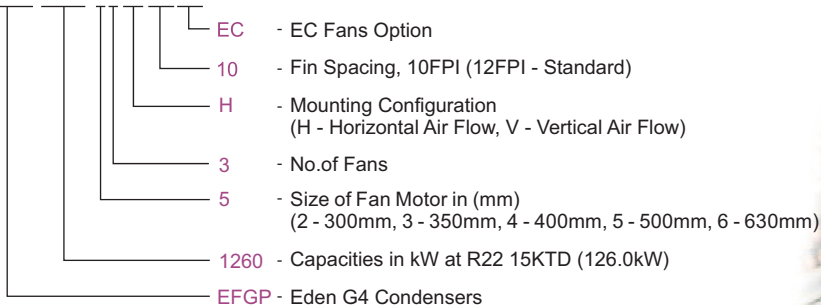 EC - EC Fans Option
10 - Fin Spacing, 10FPI (12FPI - Standard)
H - Mounting Configuration
(H - Horizontal Air Flow, V - Vertical Air Flow)
3 - No.of Fans
5 - Size of Fan Motor in (mm)
(2 - 300mm, 3 - 350mm, 4 - 400mm, 5 - 500mm, 6 - 630mm)
1260 - Capacities in kW at R22 15KTD (126.0kW)
EFGP - Eden G4 Condensers